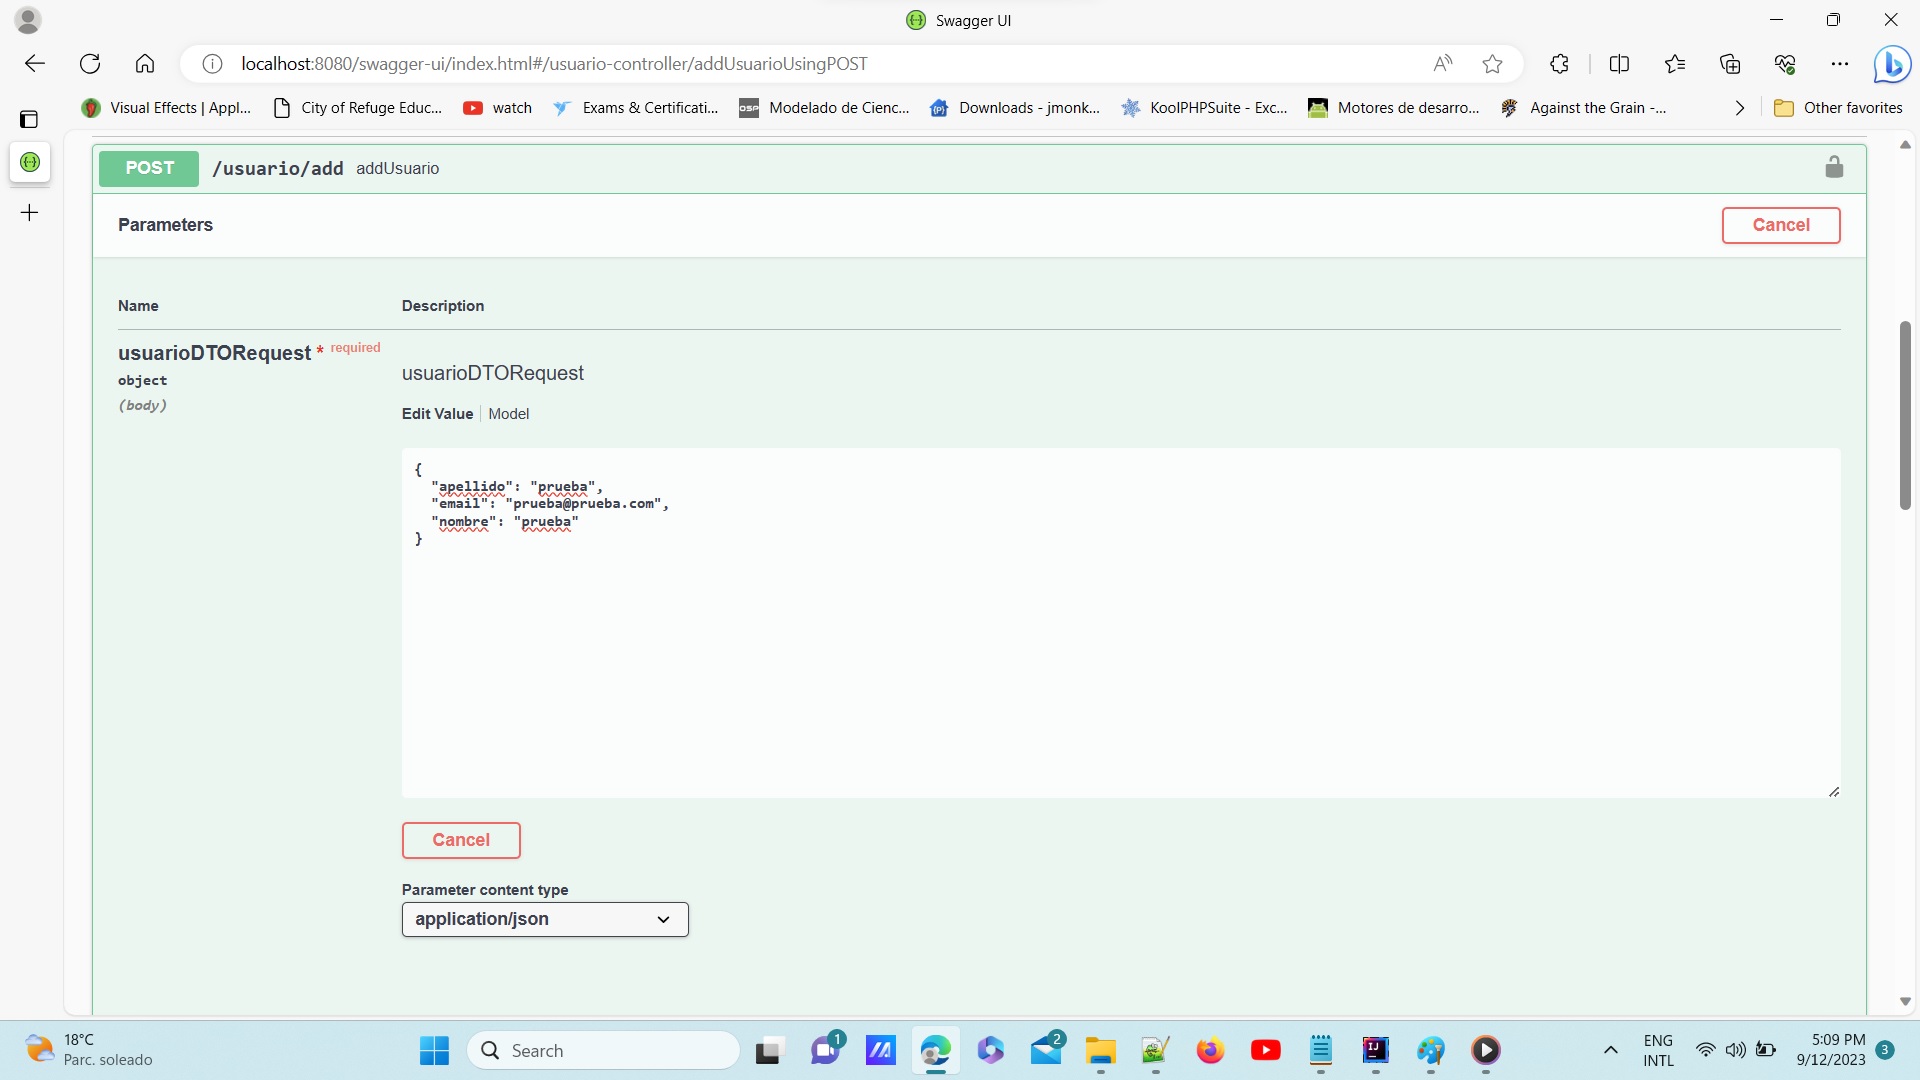 Swagger UI
localhost:8080/swagger-ui/index.html#/usuario-controller/addUsuarioUsingPOST
Visual Effects | Appl...
City of Refuge Educ...
watch
Exams & Certificati...
Modelado de Cienc...
Downloads - jmonk...
KoolPHPSuite - Exc...
Motores de desarro...
Against the Grain -...
Other favorites
POST /usuario/add addUsuario
Parameters
Cancel
Name Description
usuarioDTORequest * required
object
(body)
usuarioDTORequest
Edit Value Model
{
"apellido": "prueba",
"email": "prueba@prueba.com",
"nombre": "prueba"
}
Cancel
Parameter content type
application/json
18°C
Parc. soleado
Search
1
2
ENG
INTL
5:09 PM
9/12/2023
3